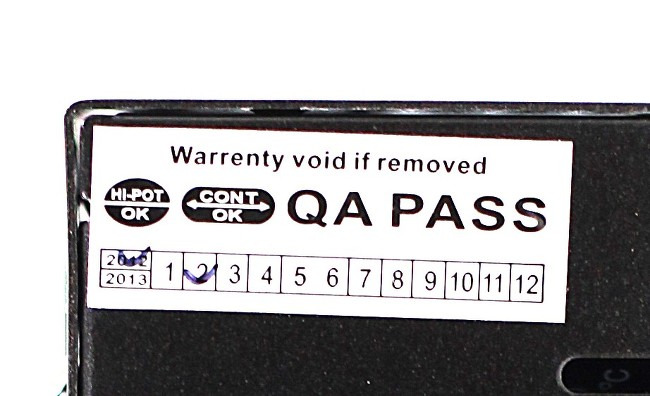 Warrenty void if removed
HI-POT OK CONT. OK QA PASS
2012 1 2 3 4 5 6 7 8 9 10 11 12
2013
°C